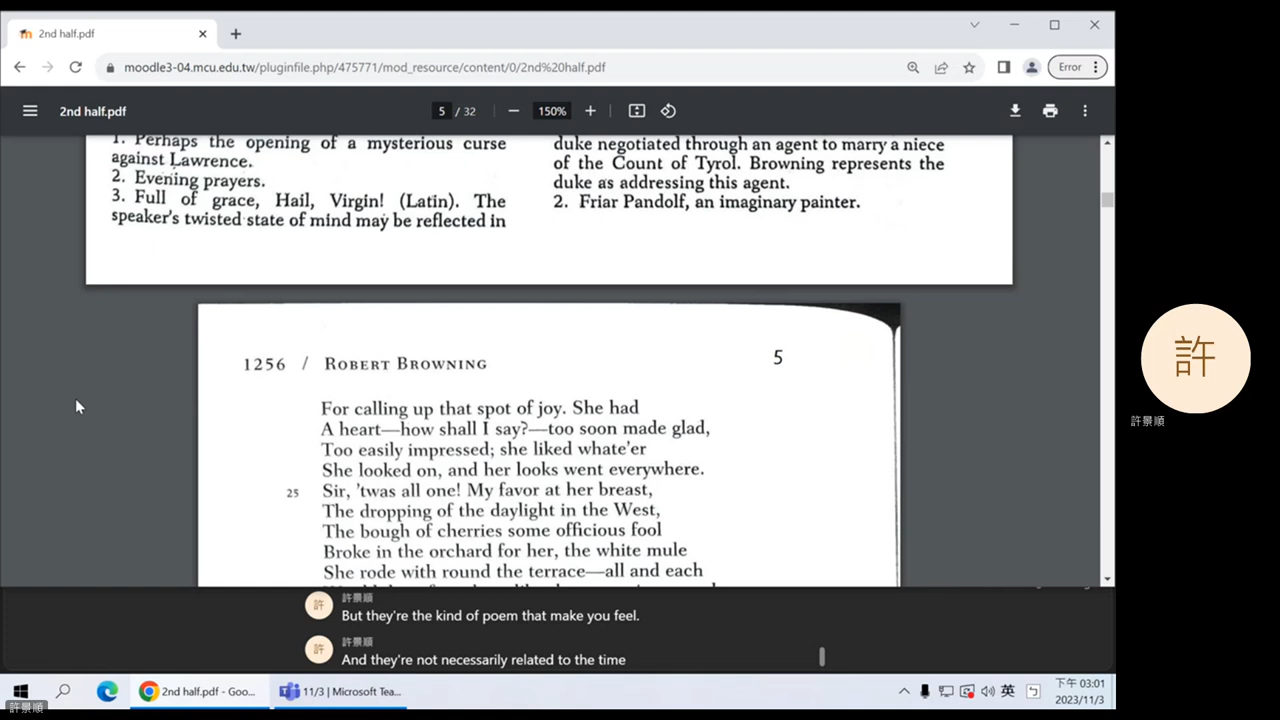 2nd half.pdf
moodle3-04.mcu.edu.tw/pluginfile.php/475771/mod_resource/content/0/2nd%20half.pdf
Error
2nd half.pdf
5 / 32
150%
1. Perhaps the opening of a mysterious curse
against Lawrence.
2. Evening prayers.
3. Full of grace, Hail, Virgin! (Latin). The
speaker's twisted state of mind may be reflected in
duke negotiated through an agent to marry a niece
of the Count of Tyrol. Browning represents the
duke as addressing this agent.
2. Friar Pandolf, an imaginary painter.
1256 / ROBERT BROWNING
5
For calling up that spot of joy. She had
A heart—how shall I say?—too soon made glad,
Too easily impressed; she liked whate'er
She looked on, and her looks went everywhere.
25 Sir, 'twas all one! My favor at her breast,
The dropping of the daylight in the West,
The bough of cherries some officious fool
Broke in the orchard for her, the white mule
She rode with round the terrace—all and each
許
許景順
許
許景順
But they're the kind of poem that make you feel.
許
許景順
And they're not necessarily related to the time
2nd half.pdf - Goo...
11/3 | Microsoft Tea...
英
下午 03:01
2023/11/3
許景順